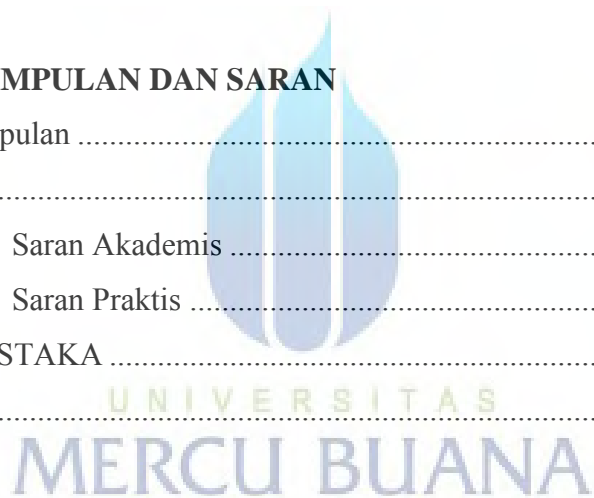 MPULAN DAN SARAN
pulan ..................................................................
..........................................................................
Saran Akademis ..............................................
Saran Praktis ...................................................
STAKA .............................................................
..........................................................................
UNIVERSITAS
MERCU BUANA